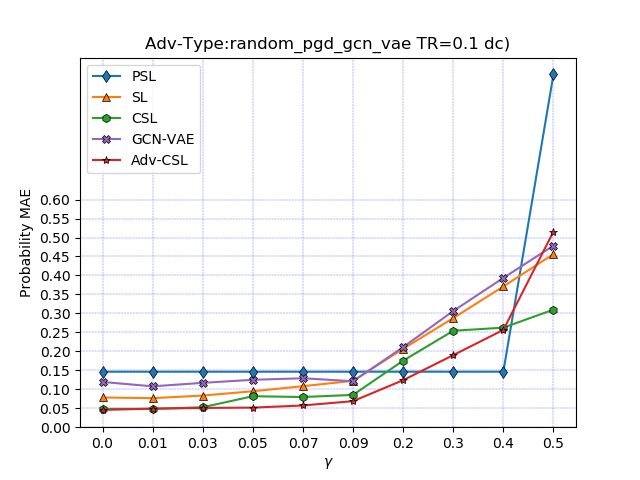 Adv-Type:random_pgd_gcn_vae TR=0.1 dc)
PSL
SL
CSL
GCN-VAE
Adv-CSL
Probability MAE
0.60
0.55
0.50
0.45
0.40
0.35
0.30
0.25
0.20
0.15
0.10
0.05
0.00
0.0 0.01 0.03 0.05 0.07 0.09 0.2 0.3 0.4 0.5
γ